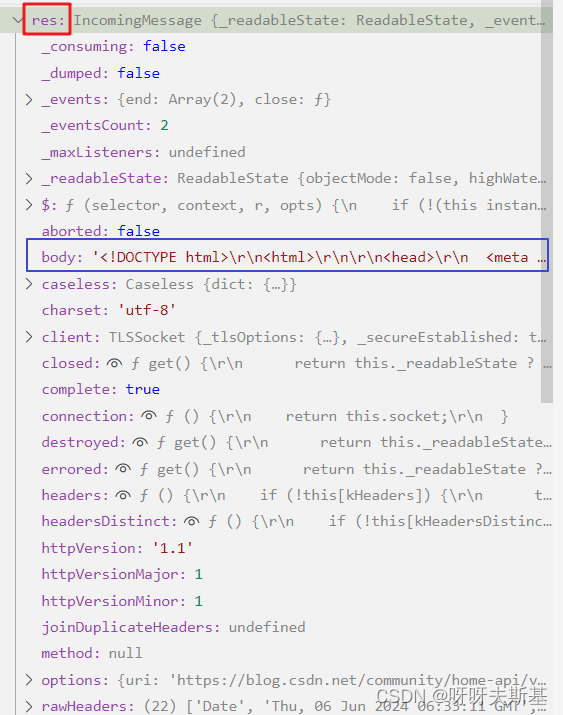 res: IncomingMessage {_readableState: ReadableState, _event…
_consuming: false
_dumped: false
_events: {end: Array(2), close: ƒ}
_eventsCount: 2
_maxListeners: undefined
_readableState: ReadableState {objectMode: false, highWate…
$: ƒ (selector, context, r, opts) {\n    if (!(this instan…
aborted: false
body: '<!DOCTYPE html>\r\n<html>\r\n\r\n<head>\r\n  <meta …
caseless: Caseless {dict: {…}}
charset: 'utf-8'
client: TLSSocket {_tlsOptions: {…}, _secureEstablished: t…
closed: ƒ get() {\r\n      return this._readableState ? …
complete: true
connection: ƒ () {\r\n    return this.socket;\r\n  }
destroyed: ƒ get() {\r\n      return this._readableState…
errored: ƒ get() {\r\n      return this._readableState ?…
headers: ƒ () {\r\n    if (!this[kHeaders]) {\r\n      t…
headersDistinct: ƒ () {\r\n    if (!this[kHeadersDistinc…
httpVersion: '1.1'
httpVersionMajor: 1
httpVersionMinor: 1
joinDuplicateHeaders: undefined
method: null
options: {uri: 'https://blog.csdn.net/community/home-api/v…
rawHeaders: (22) ['Date', 'Thu, 06 Jun 2024 06:33:11 GMT',…
CSDN @呀呀夫斯基